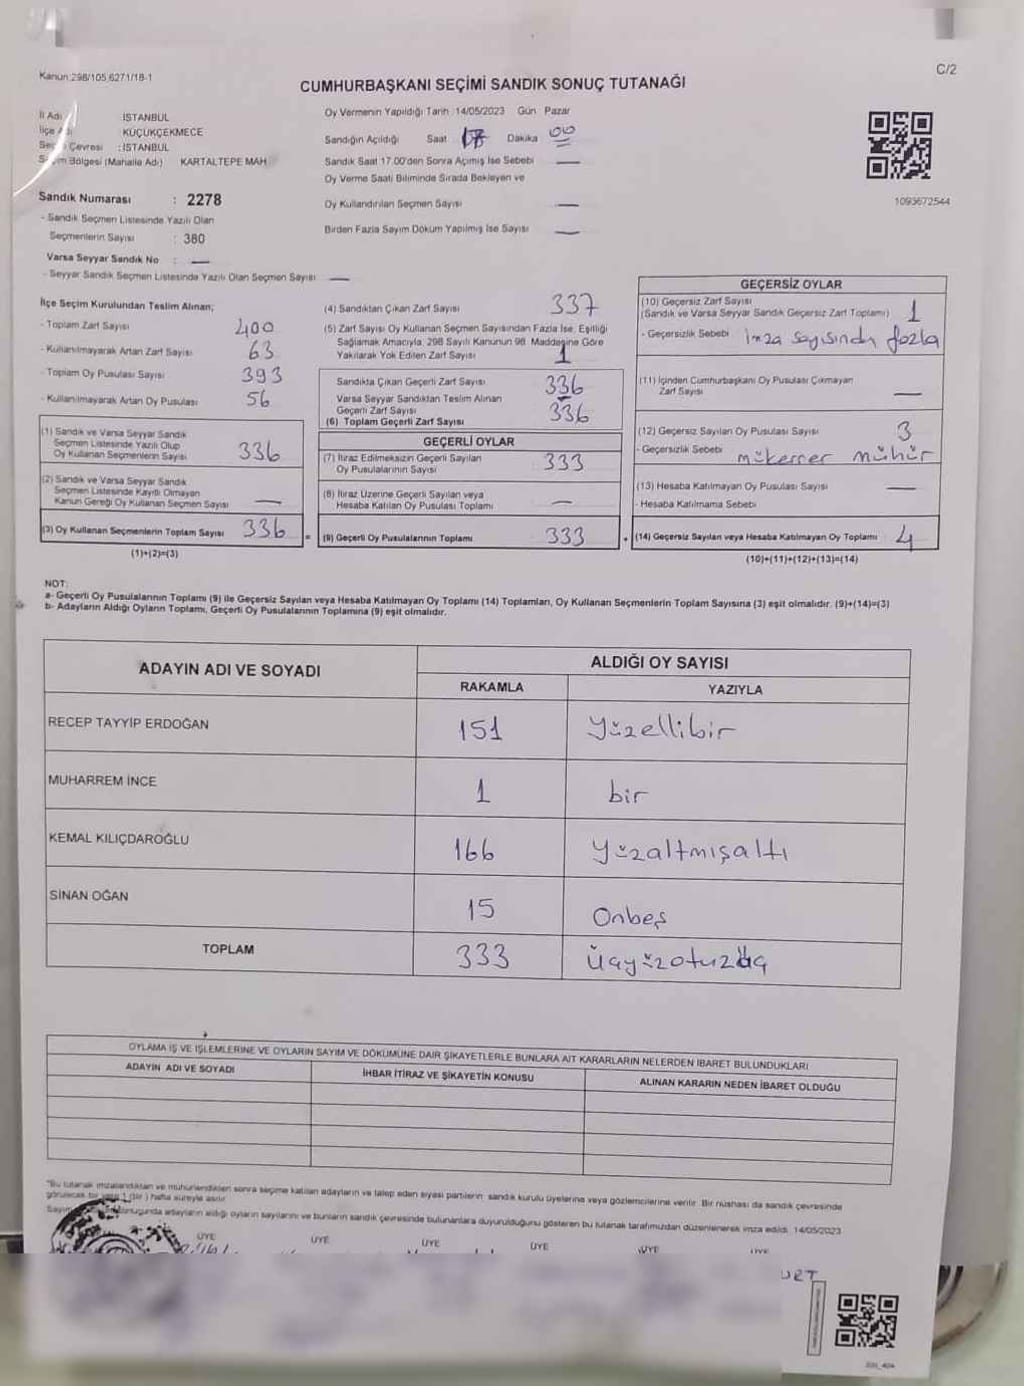 Kanun:298/105,6271/18-1
C/2
CUMHURBAŞKANI SEÇİMİ SANDIK SONUÇ TUTANAĞI
İl Adı : İSTANBUL
İlçe Adı : KÜÇÜKÇEKMECE
Seçim Çevresi :İSTANBUL
Seçim Bölgesi (Mahalle Adı) KARTALTEPE MAH
Sandık Numarası : 2278
- Sandık Seçmen Listesinde Yazılı Olan
Seçmenlerin Sayısı : 380
Varsa Seyyar Sandık No : —
- Seyyar Sandık Seçmen Listesinde Yazılı Olan Seçmen Sayısı —
Oy Vermenin Yapıldığı Tarih :14/05/2023 Gün Pazar
Sandığın Açıldığı Saat Dakika 00
Sandık Saat 17.00'den Sonra Açımış İse Sebebi —
Oy Verme Saati Bitiminde Sırada Bekleyen ve
Oy Kullandırılan Seçmen Sayısı —
Birden Fazla Sayım Döküm Yapılmış İse Sayısı —
1093672544
İlçe Seçim Kurulundan Teslim Alınan;
- Toplam Zarf Sayısı 400
- Kullanılmayarak Artan Zarf Sayısı 63
- Toplam Oy Pusulası Sayısı 393
- Kullanılmayarak Artan Oy Pusulası 56
(1) Sandık ve Varsa Seyyar Sandık
Seçmen Listesinde Yazılı Olup
Oy Kullanan Seçmenlerin Sayısı 336
(2) Sandık ve Varsa Seyyar Sandık
Seçmen Listesinde Kayıtlı Olmayan
Kanun Gereği Oy Kullanan Seçmen Sayısı —
(3) Oy Kullanan Seçmenlerin Toplam Sayısı 336
(1)+(2)=(3)
(4) Sandıktan Çıkan Zarf Sayısı 337
(5) Zarf Sayısı Oy Kullanan Seçmen Sayısından Fazla İse, Eşitliği
Sağlamak Amacıyla, 298 Sayılı Kanunun 98. Maddesine Göre
Yakılarak Yok Edilen Zarf Sayısı 1
Sandıkta Çıkan Geçerli Zarf Sayısı 336
Varsa Seyyar Sandıktan Teslim Alınan
Geçerli Zarf Sayısı —
(6) Toplam Geçerli Zarf Sayısı 336
GEÇERLİ OYLAR
(7) İtiraz Edilmeksizin Geçerli Sayılan
Oy Pusulalarının Sayısı 333
(8) İtiraz Üzerine Geçerli Sayılan veya
Hesaba Katılan Oy Pusulası Toplamı —
= (9) Geçerli Oy Pusulalarının Toplamı 333
GEÇERSİZ OYLAR
(10) Geçersiz Zarf Sayısı
(Sandık ve Varsa Seyyar Sandık Geçersiz Zarf Toplamı) 1
- Geçersizlik Sebebi imza sayısından fazla
(11) İçinden Cumhurbaşkanı Oy Pusulası Çıkmayan
Zarf Sayısı —
(12) Geçersiz Sayılan Oy Pusulası Sayısı 3
- Geçersizlik Sebebi mükerrer mühür
(13) Hesaba Katılmayan Oy Pusulası Sayısı —
- Hesaba Katılmama Sebebi
+ (14) Geçersiz Sayılan veya Hesaba Katılmayan Oy Toplamı 4
(10)+(11)+(12)+(13)=(14)
NOT:
a- Geçerli Oy Pusulalarının Toplamı (9) ile Geçersiz Sayılan veya Hesaba Katılmayan Oy Toplamı (14) Toplamları, Oy Kullanan Seçmenlerin Toplam Sayısına (3) eşit olmalıdır. (9)+(14)=(3)
b- Adayların Aldığı Oyların Toplamı, Geçerli Oy Pusulalarının Toplamına (9) eşit olmalıdır.
ADAYIN ADI VE SOYADI ALDIĞI OY SAYISI
RAKAMLA YAZIYLA
RECEP TAYYİP ERDOĞAN 151 Yüzellibir
MUHARREM İNCE 1 bir
KEMAL KILIÇDAROĞLU 166 Yüzaltmışaltı
SİNAN OĞAN 15 Onbeş
TOPLAM 333 Üçyüzotuzüç
OYLAMA İŞ VE İŞLEMLERİNE VE OYLARIN SAYIM VE DÖKÜMÜNE DAİR ŞİKAYETLERLE BUNLARA AİT KARARLARIN NELERDEN İBARET BULUNDUKLARI
ADAYIN ADI VE SOYADI İHBAR İTİRAZ VE ŞİKAYETİN KONUSU ALINAN KARARIN NEDEN İBARET OLDUĞU
"Bu tutanak imzalandıktan ve mühürlendikten sonra seçime katılan adayların ve talep eden siyasi partilerin sandık kurulu üyelerine veya gözlemcilerine verilir. Bir nüshası da sandık çevresinde
görülecek bir yere 1 (bir ) hafta süreyle asılır
adayların aldığı oyların sayılarını ve bunların sandık çevresinde bulunanlara duyurulduğunu gösteren bu tutanak tarafımızdan düzenlenerek imza edildi. 14/05/2023
ÜYE ÜYE ÜYE ÜYE ÜYE ÜYE